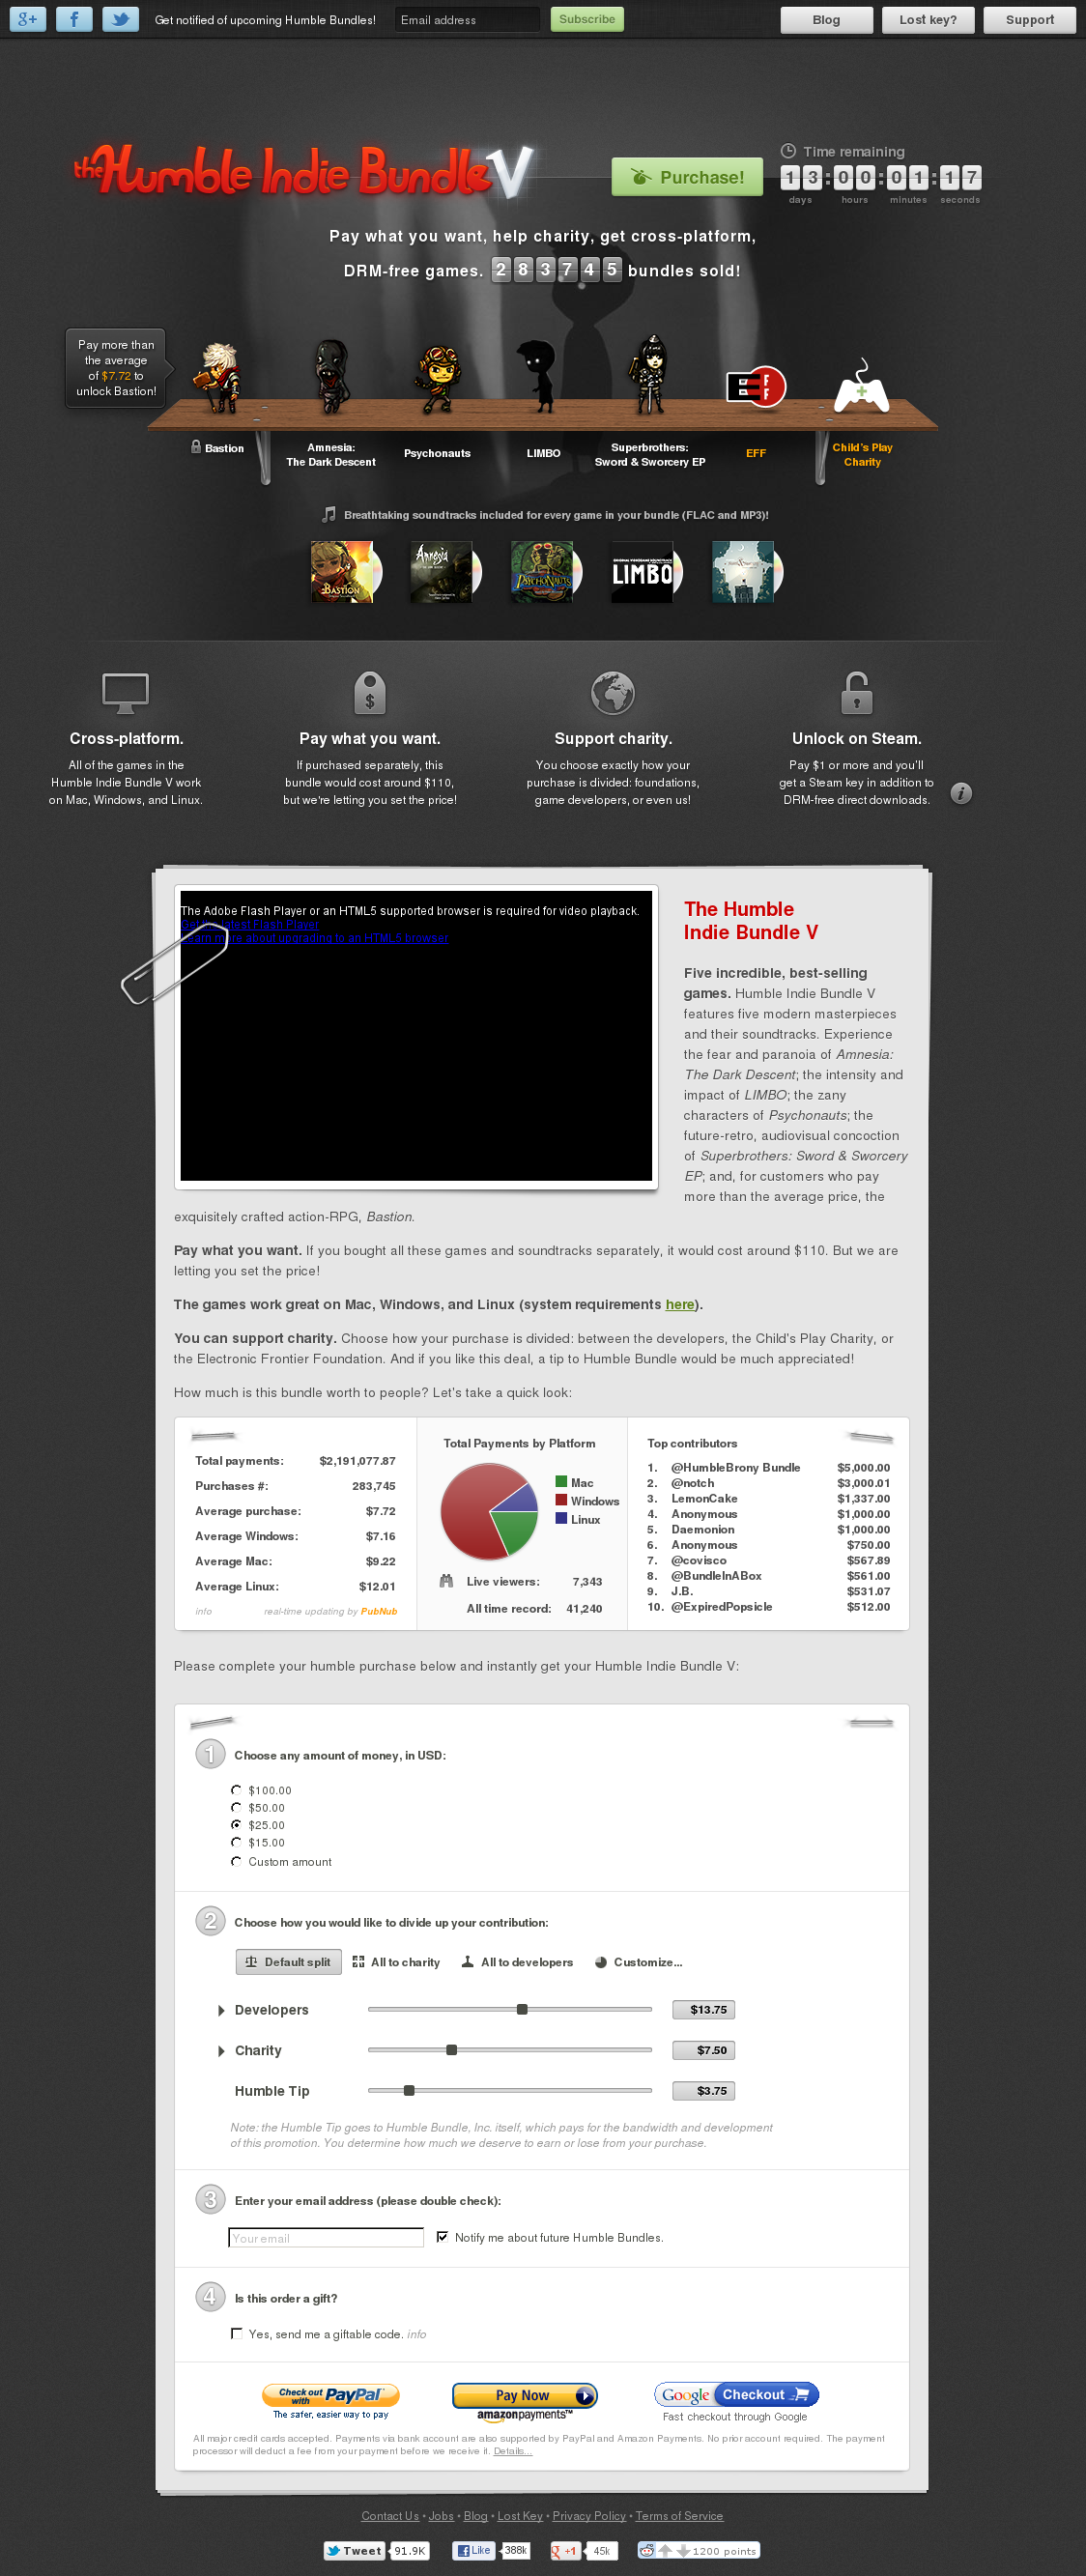 Get notified of upcoming Humble Bundles! Email address Subscribe Blog Lost key? Support
the Humble Indie Bundle V
Purchase!
Time remaining
13:00:01:17
days hours minutes seconds
Pay what you want, help charity, get cross-platform,
DRM-free games. 283745 bundles sold!
Pay more than
the average
of $7.72 to
unlock Bastion!
Bastion
Amnesia:
The Dark Descent
Psychonauts
LIMBO
Superbrothers:
Sword & Sworcery EP
EFF
Child's Play
Charity
Breathtaking soundtracks included for every game in your bundle (FLAC and MP3)!
BASTION
Amnesia
PSYCHONAUTS
LIMBO
Cross-platform.
All of the games in the
Humble Indie Bundle V work
on Mac, Windows, and Linux.
Pay what you want.
If purchased separately, this
bundle would cost around $110,
but we're letting you set the price!
Support charity.
You choose exactly how your
purchase is divided: foundations,
game developers, or even us!
Unlock on Steam.
Pay $1 or more and you'll
get a Steam key in addition to
DRM-free direct downloads.
The Adobe Flash Player or an HTML5 supported browser is required for video playback.
Get the latest Flash Player
Learn more about upgrading to an HTML5 browser
The Humble
Indie Bundle V
Five incredible, best-selling
games. Humble Indie Bundle V
features five modern masterpieces
and their soundtracks. Experience
the fear and paranoia of Amnesia:
The Dark Descent; the intensity and
impact of LIMBO; the zany
characters of Psychonauts; the
future-retro, audiovisual concoction
of Superbrothers: Sword & Sworcery
EP; and, for customers who pay
more than the average price, the
exquisitely crafted action-RPG, Bastion.
Pay what you want. If you bought all these games and soundtracks separately, it would cost around $110. But we are
letting you set the price!
The games work great on Mac, Windows, and Linux (system requirements here).
You can support charity. Choose how your purchase is divided: between the developers, the Child's Play Charity, or
the Electronic Frontier Foundation. And if you like this deal, a tip to Humble Bundle would be much appreciated!
How much is this bundle worth to people? Let's take a quick look:
Total payments: $2,191,077.87
Purchases #: 283,745
Average purchase: $7.72
Average Windows: $7.16
Average Mac: $9.22
Average Linux: $12.01
info real-time updating by PubNub
Total Payments by Platform
Mac
Windows
Linux
Live viewers: 7,343
All time record: 41,240
Top contributors
1. @HumbleBrony Bundle $5,000.00
2. @notch $3,000.01
3. LemonCake $1,337.00
4. Anonymous $1,000.00
5. Daemonion $1,000.00
6. Anonymous $750.00
7. @covisco $567.89
8. @BundleInABox $561.00
9. J.B. $531.07
10. @ExpiredPopsicle $512.00
Please complete your humble purchase below and instantly get your Humble Indie Bundle V:
1 Choose any amount of money, in USD:
$100.00
$50.00
$25.00
$15.00
Custom amount
2 Choose how you would like to divide up your contribution:
Default split All to charity All to developers Customize...
Developers $13.75
Charity $7.50
Humble Tip $3.75
Note: the Humble Tip goes to Humble Bundle, Inc. itself, which pays for the bandwidth and development
of this promotion. You determine how much we deserve to earn or lose from your purchase.
3 Enter your email address (please double check):
Your email Notify me about future Humble Bundles.
4 Is this order a gift?
Yes, send me a giftable code. info
Check out with PayPal
The safer, easier way to pay
Pay Now
amazonpayments™
Google Checkout
Fast checkout through Google
All major credit cards accepted. Payments via bank account are also supported by PayPal and Amazon Payments. No prior account required. The payment
processor will deduct a fee from your payment before we receive it. Details...
Contact Us • Jobs • Blog • Lost Key • Privacy Policy • Terms of Service
Tweet 91.9K Like 388k +1 45k 1200 points